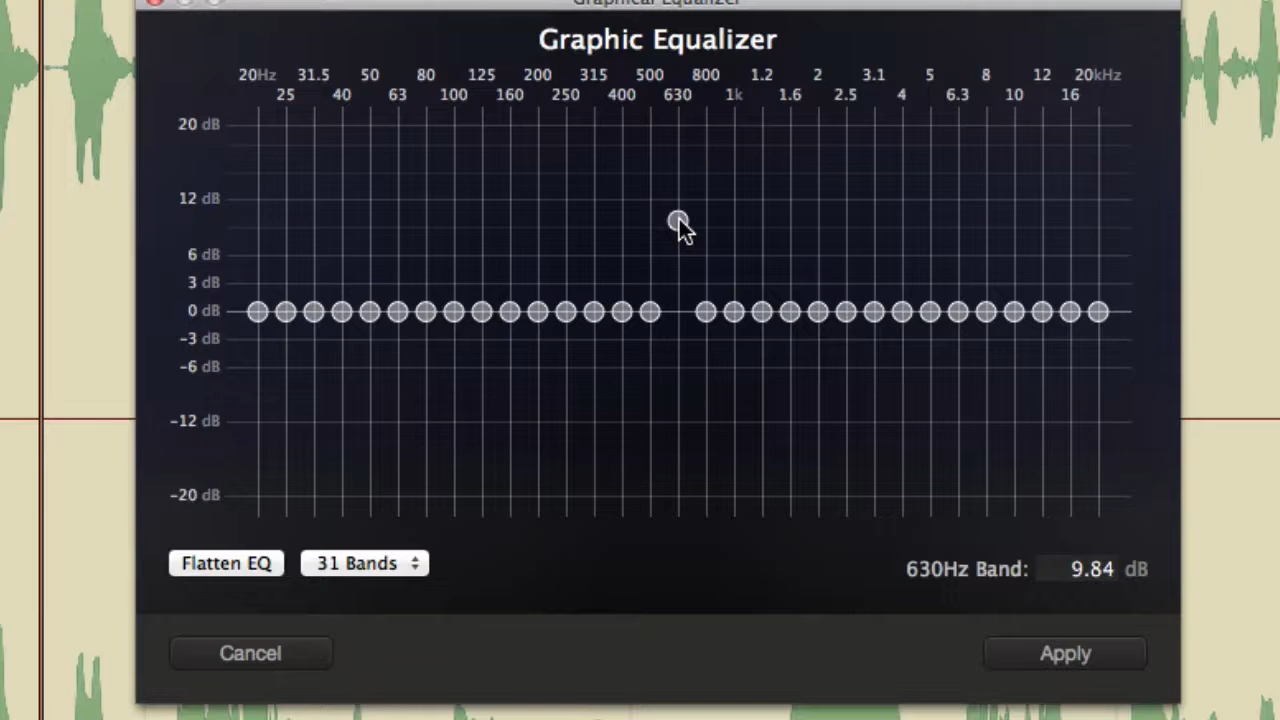 Graphical Equalizer
Graphic Equalizer
20Hz 31.5 50 80 125 200 315 500 800 1.2 2 3.1 5 8 12 20kHz
25 40 63 100 160 250 400 630 1k 1.6 2.5 4 6.3 10 16
20 dB
12 dB
6 dB
3 dB
0 dB
-3 dB
-6 dB
-12 dB
-20 dB
Flatten EQ 31 Bands 630Hz Band: 9.84 dB
Cancel Apply